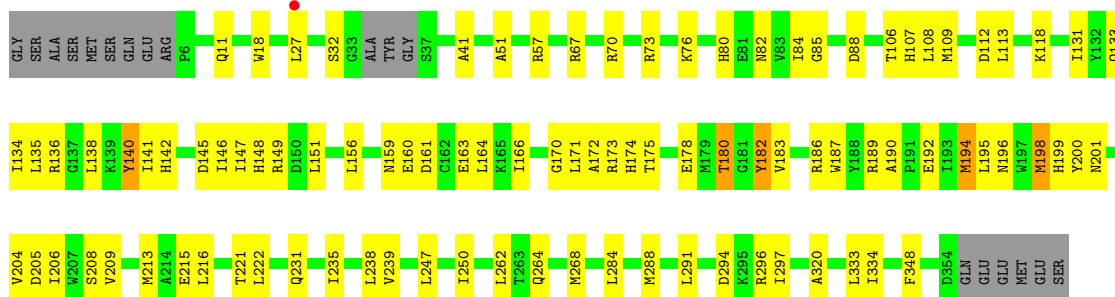 GLY SER ALA SER MET SER GLN GLU ARG P6 Q11 W18 L27 S32 G33 ALA TYR GLY S37 A41 A51 R57 R67 R70 R73 K76 H80 E81 N82 V83 I84 G85 D88 T106 H107 L108 M109 D112 L113 K118 I131 Y132 Q133
I134 L135 R136 G137 L138 K139 Y140 I141 H142 D145 I146 I147 H148 R149 D150 L151 L156 N159 E160 D161 C162 E163 L164 K165 I166 G170 L171 A172 R173 H174 T175 E178 M179 T180 G181 Y182 V183 R186 W187 Y188 R189 A190 P191 E192 I193 M194 L195 N196 W197 M198 H199 Y200 N201
V204 D205 I206 W207 S208 V209 M213 A214 E215 L216 T221 L222 Q231 I235 L238 V239 L247 I250 L262 T263 Q264 M268 L284 M288 L291 D294 K295 R296 I297 A320 L333 I334 F348 D354 GLN GLU GLU MET GLU SER